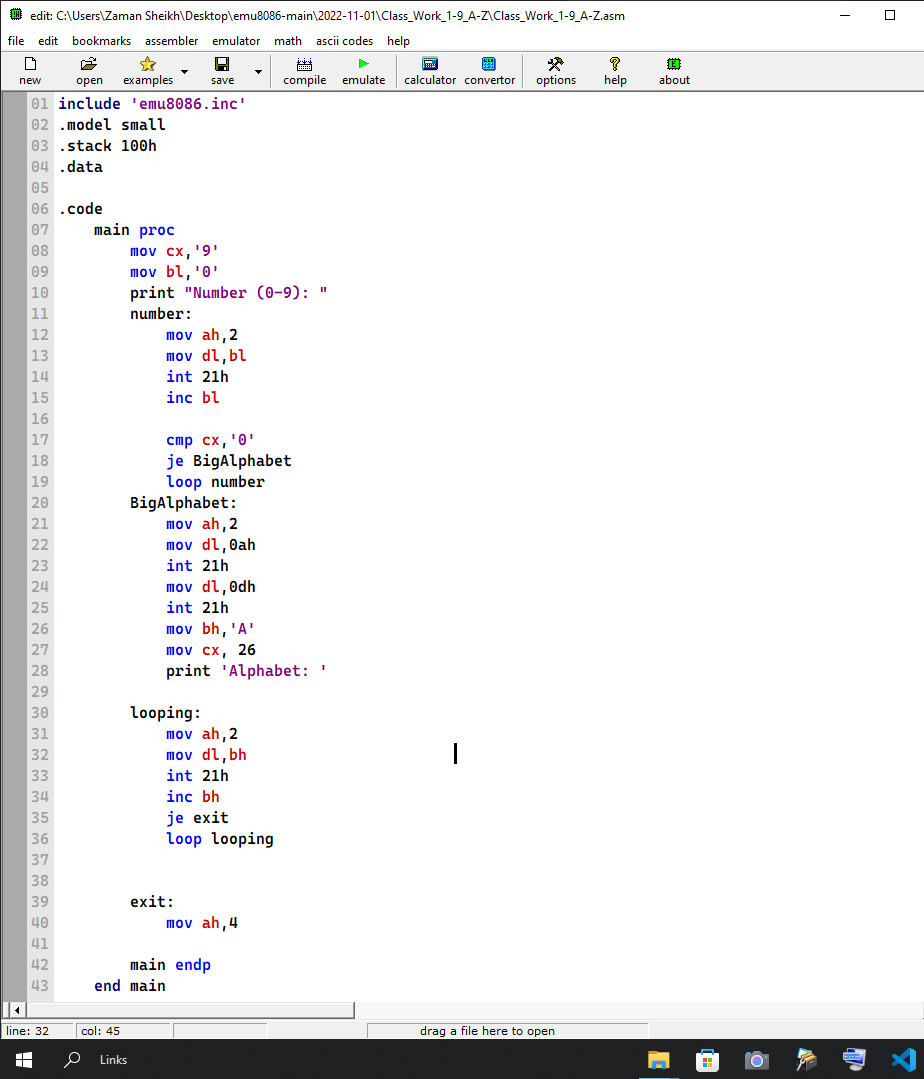 edit: C:\Users\Zaman Sheikh\Desktop\emu8086-main\2022-11-01\Class_Work_1-9_A-Z\Class_Work_1-9_A-Z.asm
file edit bookmarks assembler emulator math ascii codes help
new open examples save compile emulate calculator convertor options help about
01 include 'emu8086.inc'
02 .model small
03 .stack 100h
04 .data
05
06 .code
07     main proc
08         mov cx,'9'
09         mov bl,'0'
10         print "Number (0-9): "
11         number:
12             mov ah,2
13             mov dl,bl
14             int 21h
15             inc bl
16
17             cmp cx,'0'
18             je BigAlphabet
19             loop number
20         BigAlphabet:
21             mov ah,2
22             mov dl,0ah
23             int 21h
24             mov dl,0dh
25             int 21h
26             mov bh,'A'
27             mov cx, 26
28             print 'Alphabet: '
29
30         looping:
31             mov ah,2
32             mov dl,bh
33             int 21h
34             inc bh
35             je exit
36             loop looping
37
38
39         exit:
40             mov ah,4
41
42         main endp
43     end main
line: 32 col: 45 drag a file here to open
Links